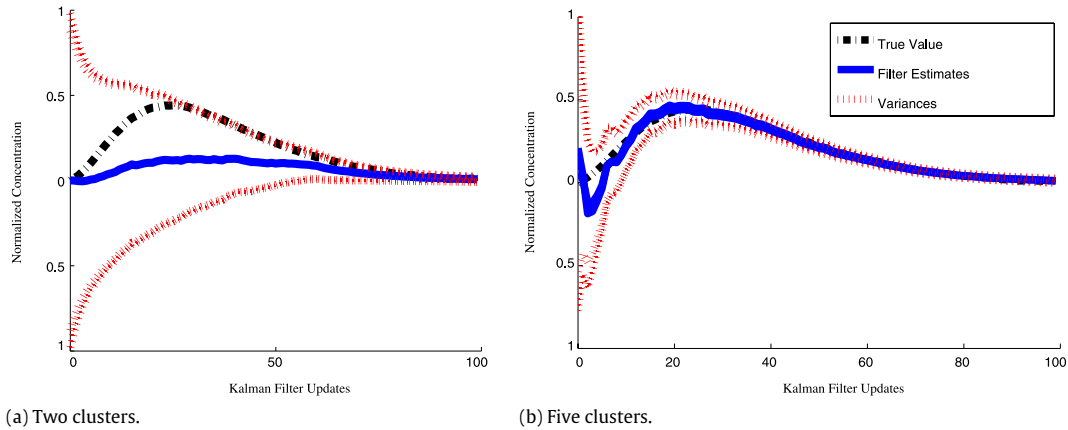 1
0.5
0
0.5
1
Normalized Concentration
0
50
100
Kalman Filter Updates
(a) Two clusters.
1
0.5
0
0.5
1
Normalized Concentration
0
20
40
60
80
100
Kalman Filter Updates
True Value
Filter Estimates
Variances
(b) Five clusters.